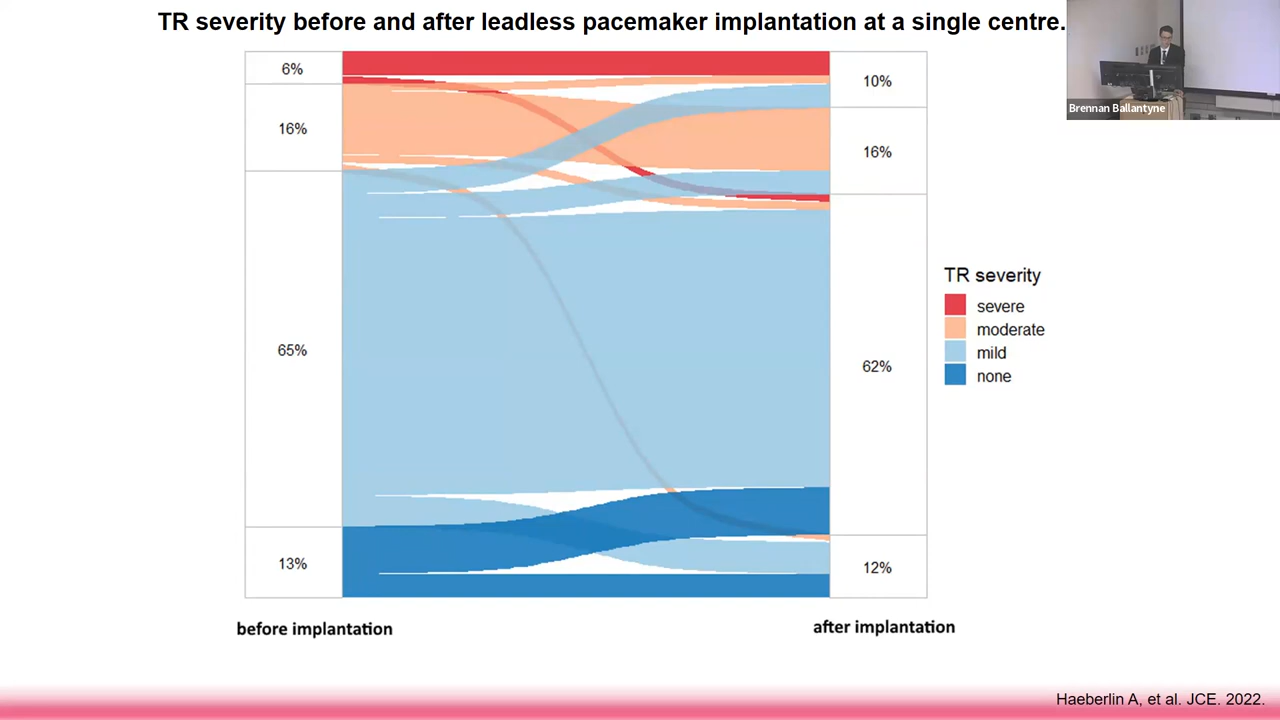 TR severity before and after leadless pacemaker implantation at a single centre.
Brennan Ballantyne
6%
16%
65%
13%
10%
16%
62%
12%
TR severity
severe
moderate
mild
none
before implantation
after implantation
Haeberlin A, et al. JCE. 2022.